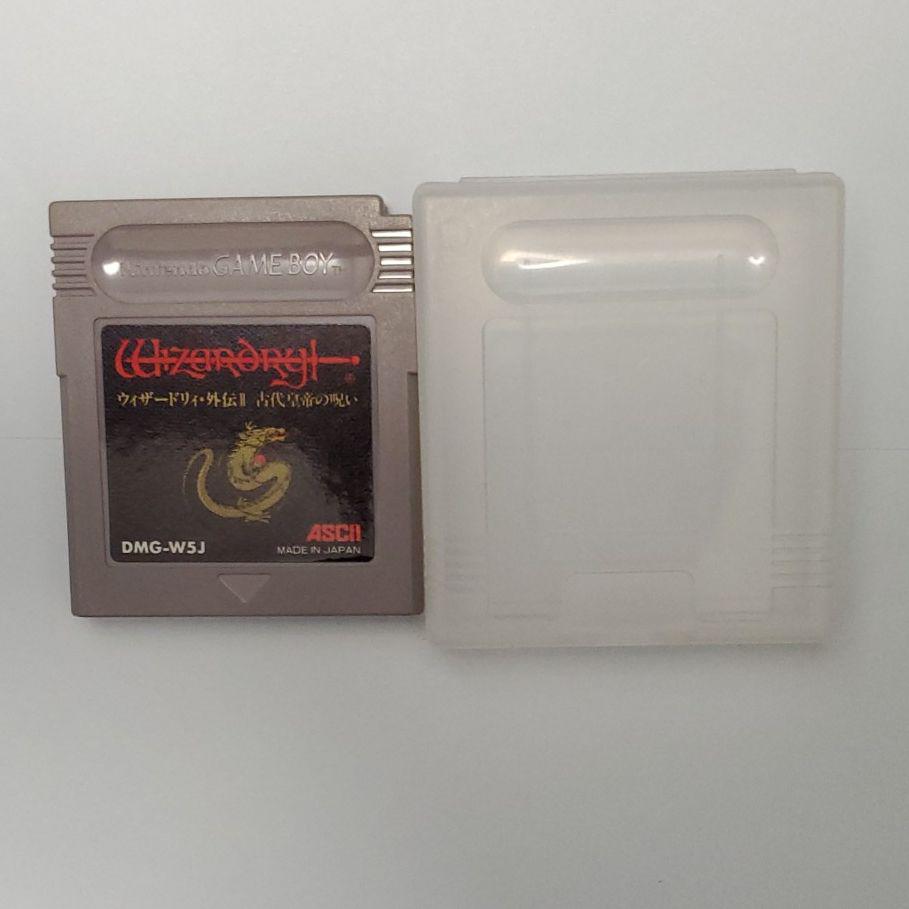 Nintendo GAME BOY TM
Wizardry ®
ウィザードリィ・外伝Ⅱ 古代皇帝の呪い
ASCII
DMG-W5J
MADE IN JAPAN